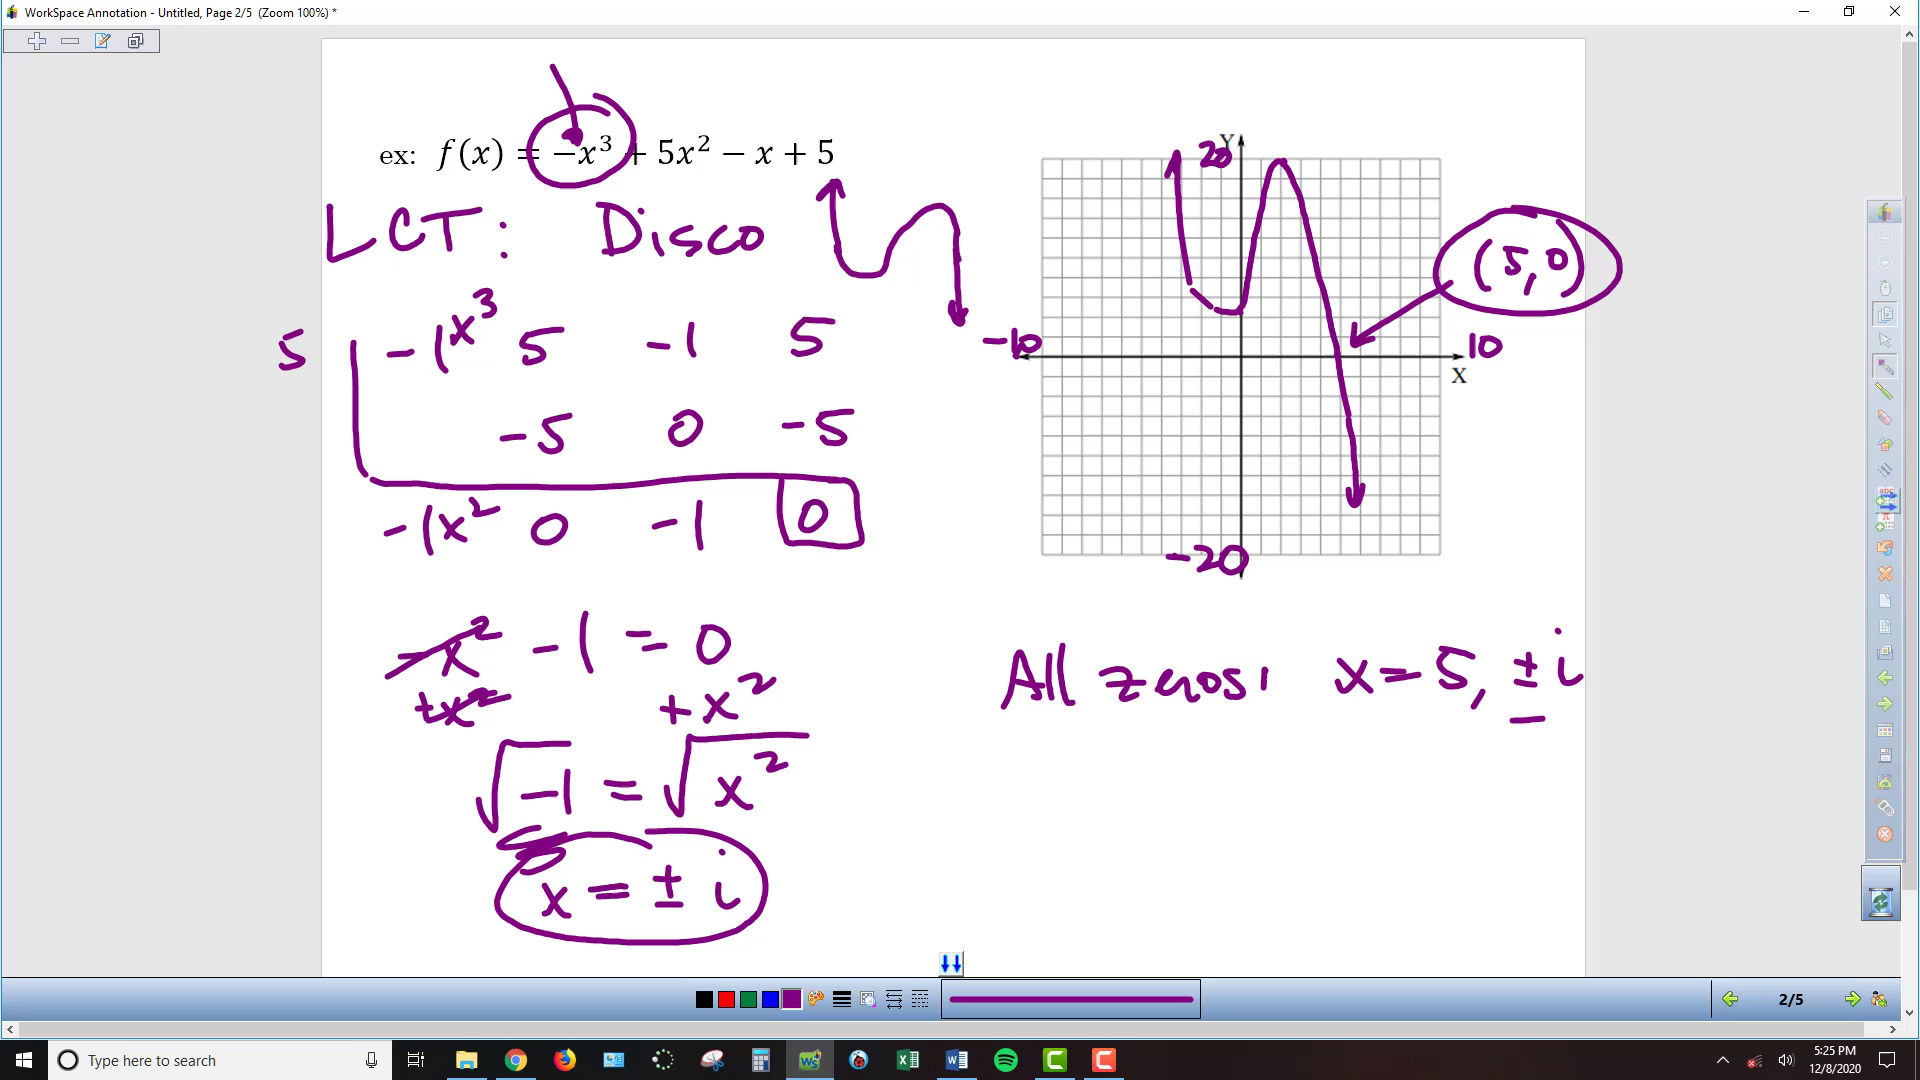 WorkSpace Annotation - Untitled, Page 2/5 (Zoom 100%) *
ex: f(x) = −x³ + 5x² − x + 5
LCT: Disco
5 -1x³ 5 -1 5
-5 0 -5
-1x² 0 -1 0
-x² - 1 = 0
+x² +x²
√-1 = √x²
x = ± i
Y
20
-10
10
X
-20
(5,0)
All zeros: x = 5, ± i
2/5
Type here to search
5:25 PM
12/8/2020